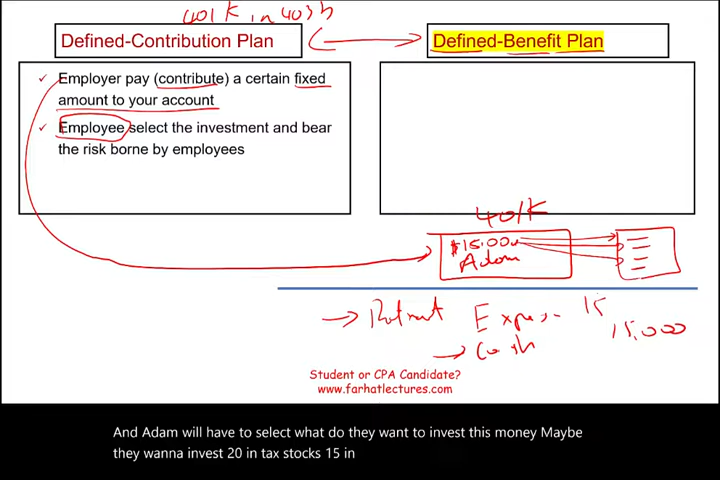 401K in 403b
Defined-Contribution Plan
Defined-Benefit Plan
✓ Employer pay (contribute) a certain fixed
amount to your account
✓ Employee select the investment and bear
the risk borne by employees
401K
$15.000
Adam
Expense 15
15.000
Cash
Student or CPA Candidate?
www.farhatlectures.com
And Adam will have to select what do they want to invest this money Maybe
they wanna invest 20 in tax stocks 15 in